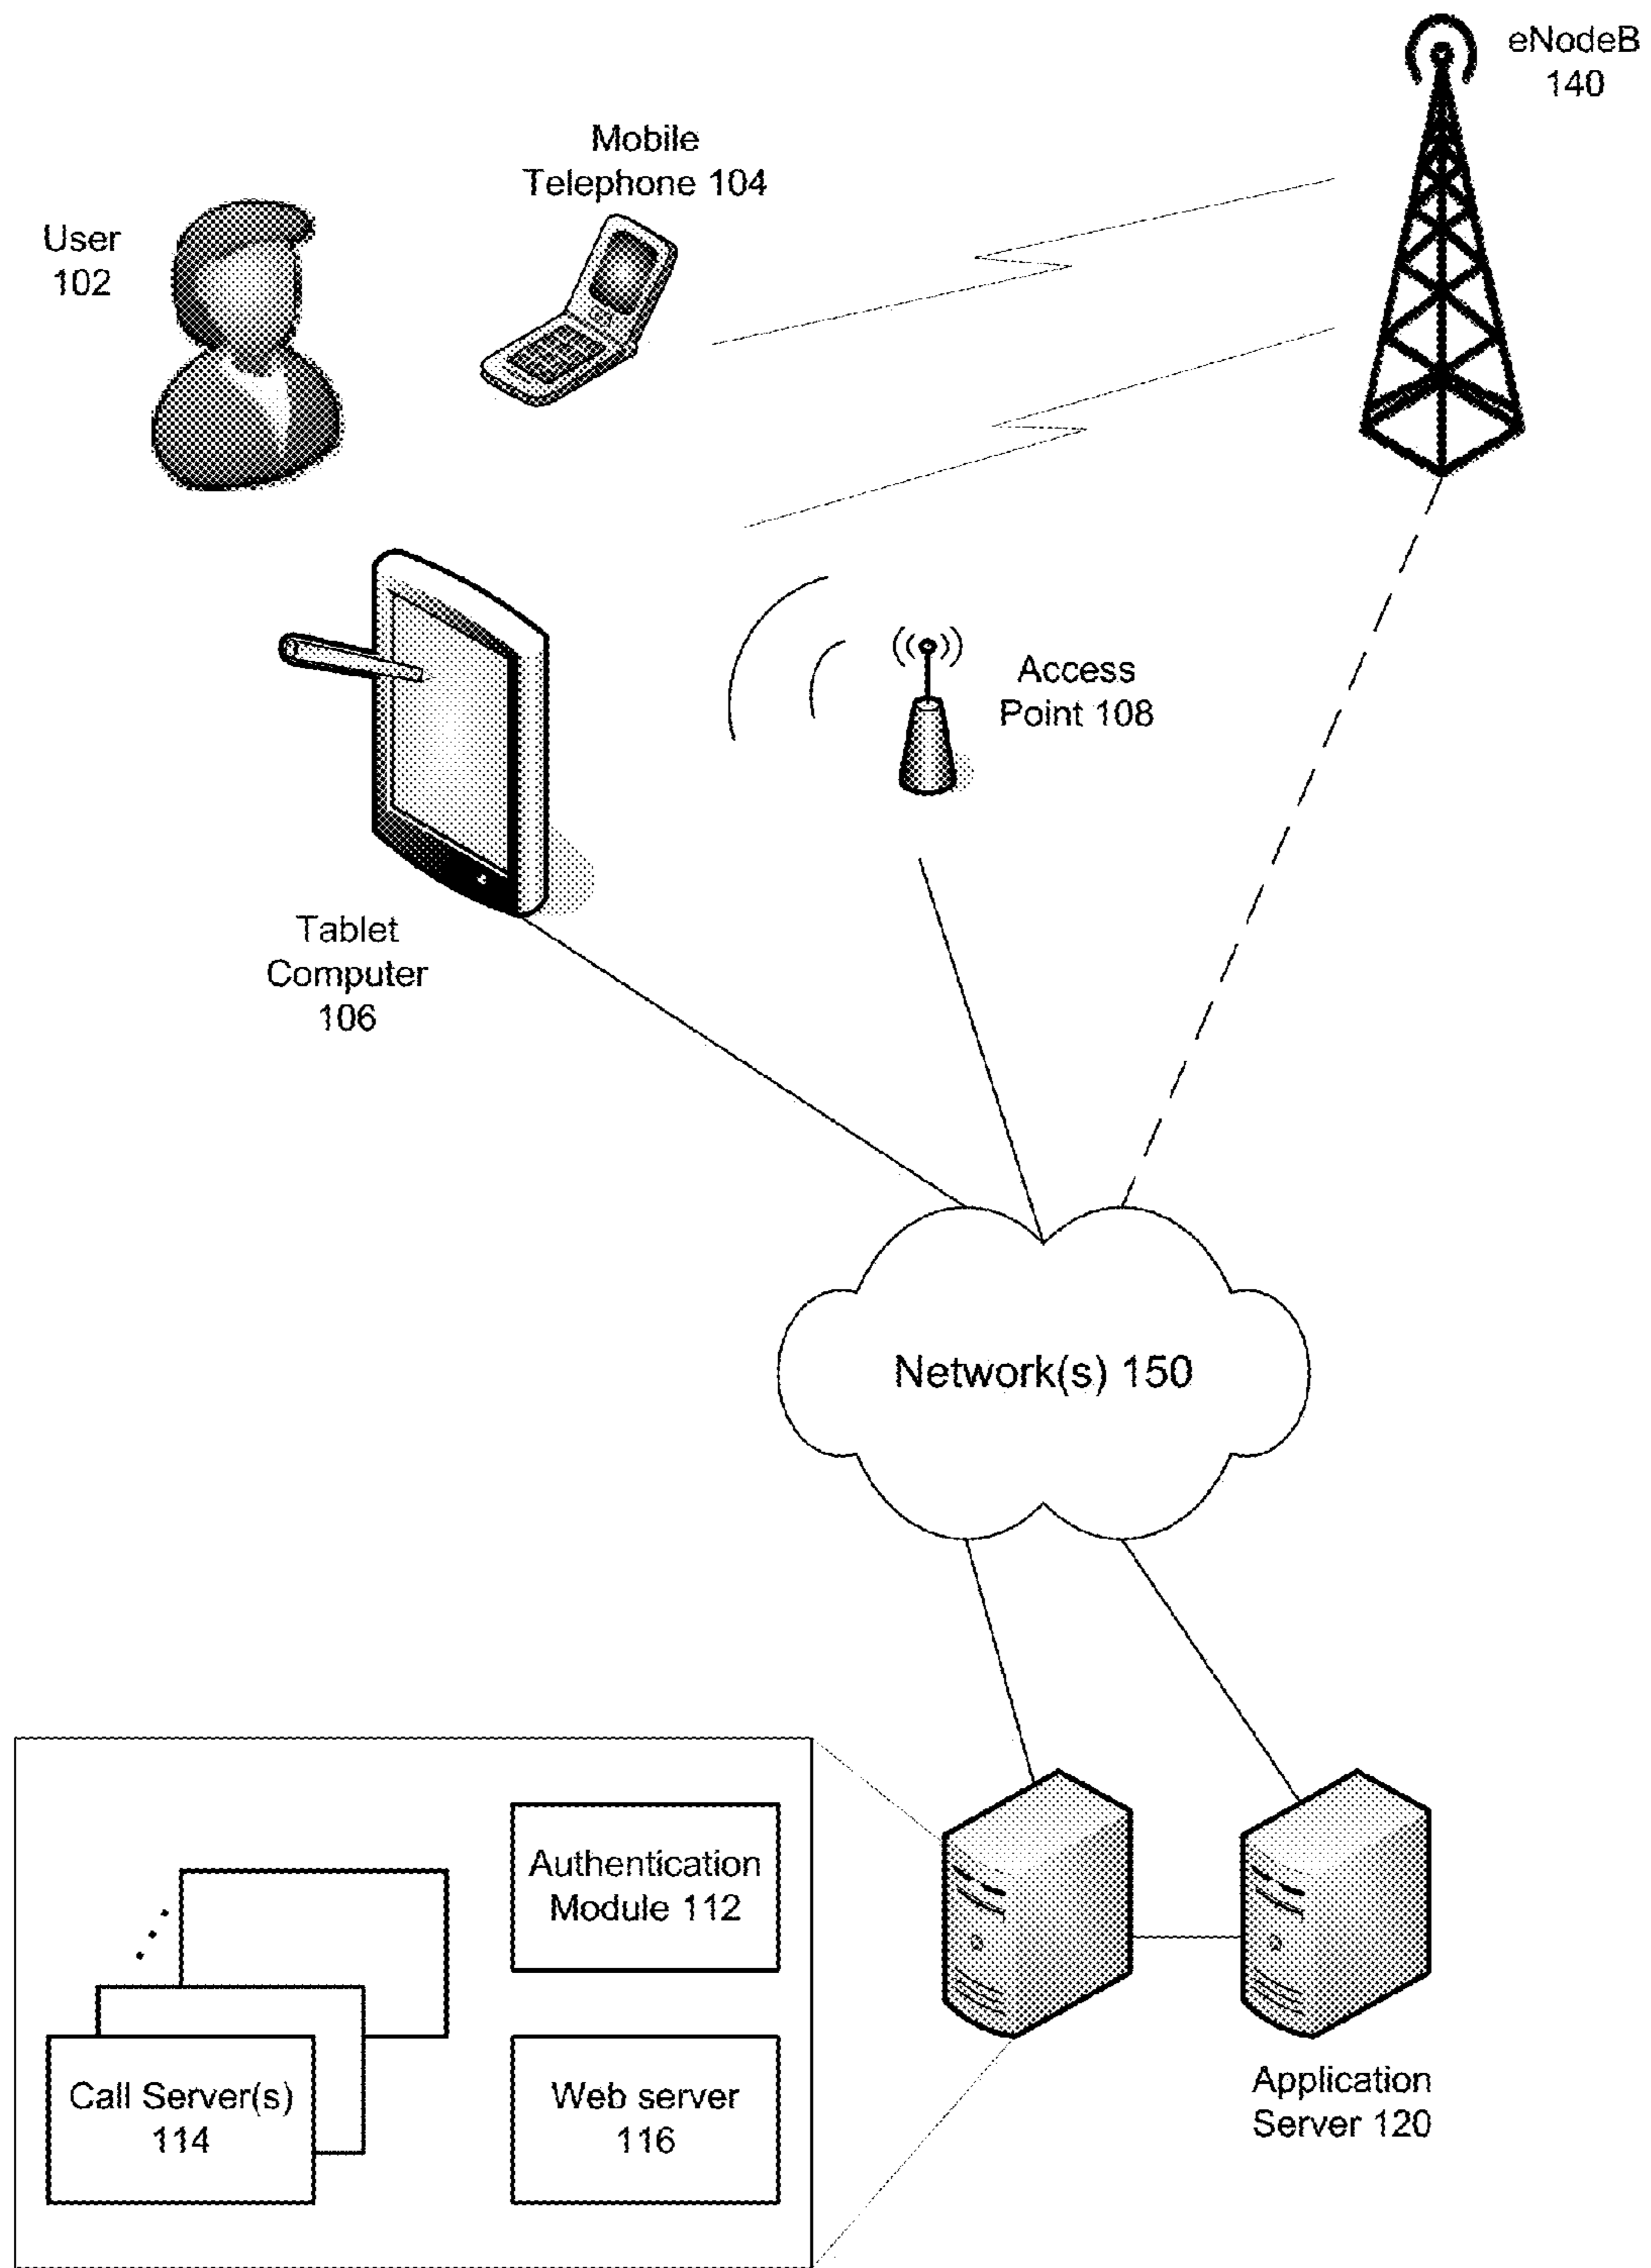 eNodeB
140
Mobile
Telephone 104
User
102
Access
Point 108
Tablet
Computer
106
Network(s) 150
Authentication
Module 112
Call Server(s)
114
Web server
116
Application
Server 120